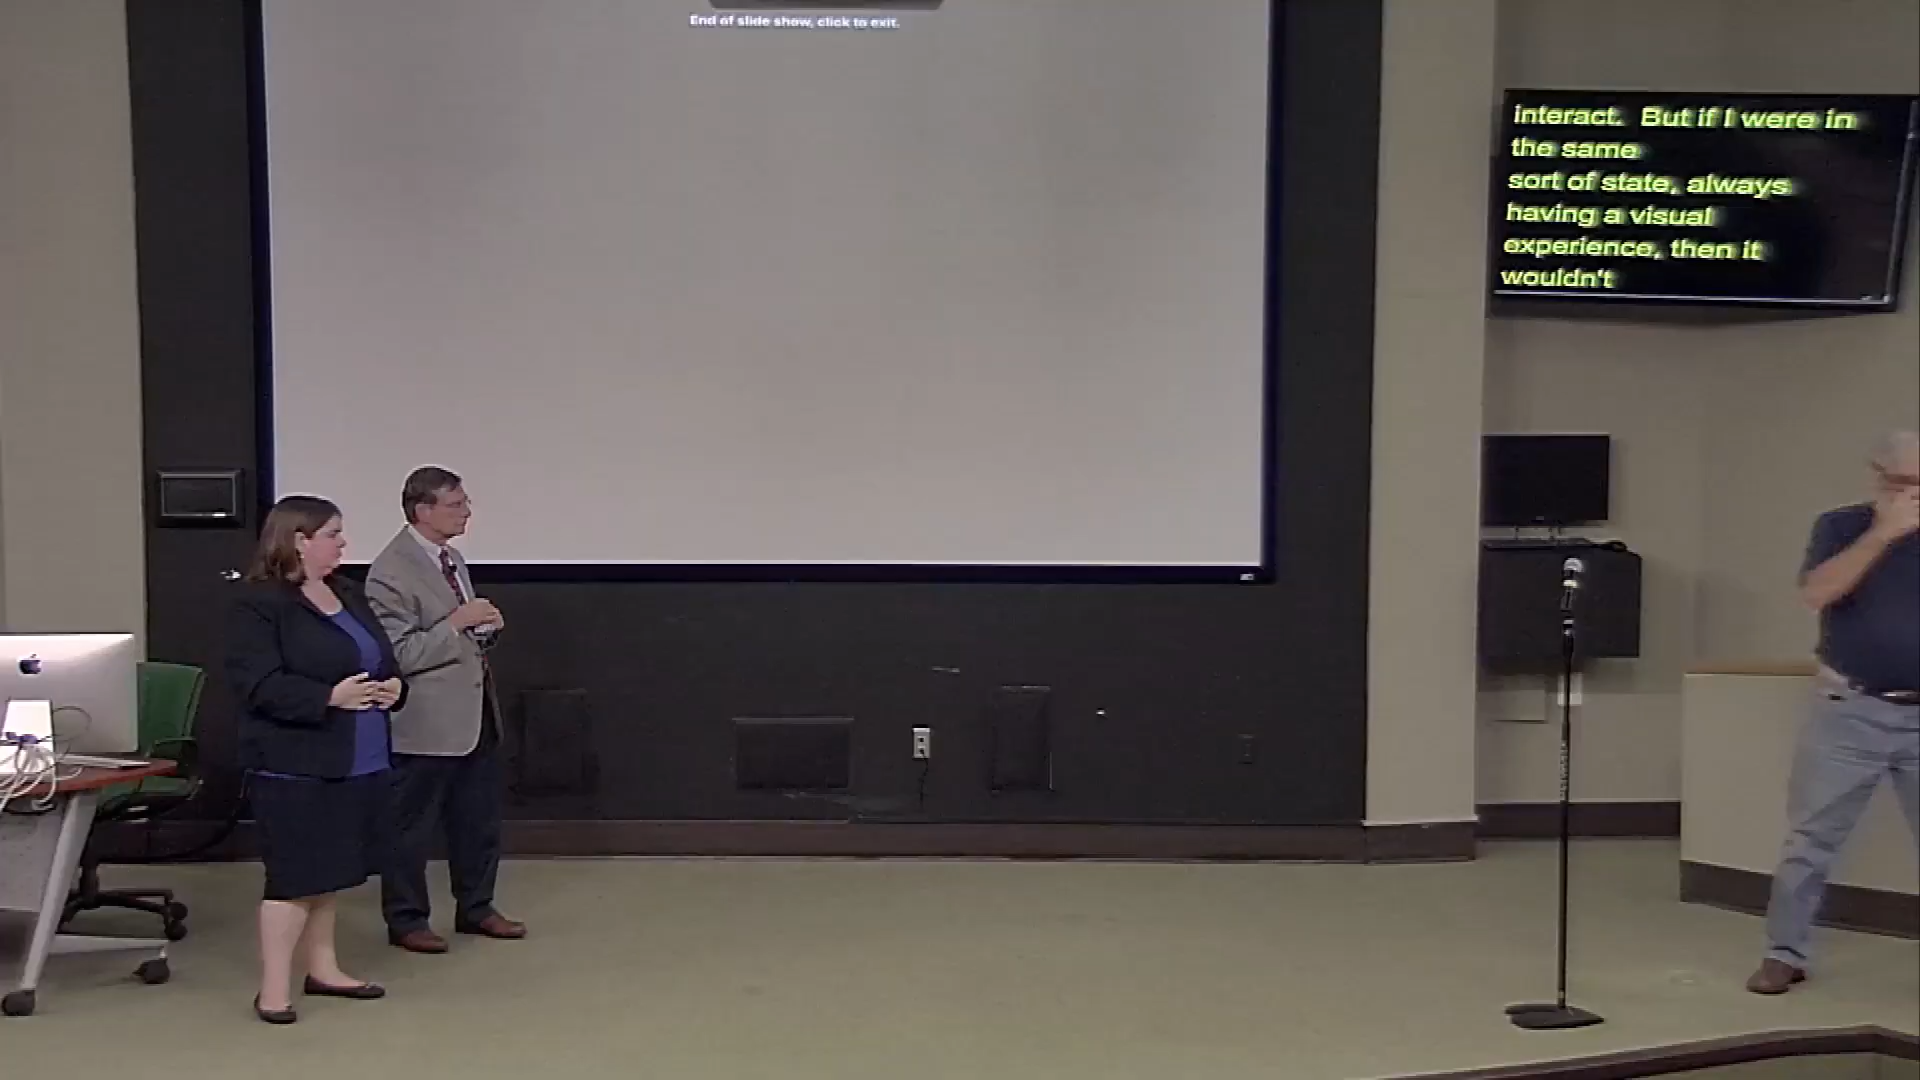 End of slide show, click to exit.
interact. But if I were in
the same
sort of state, always
having a visual
experience, then it
wouldn't